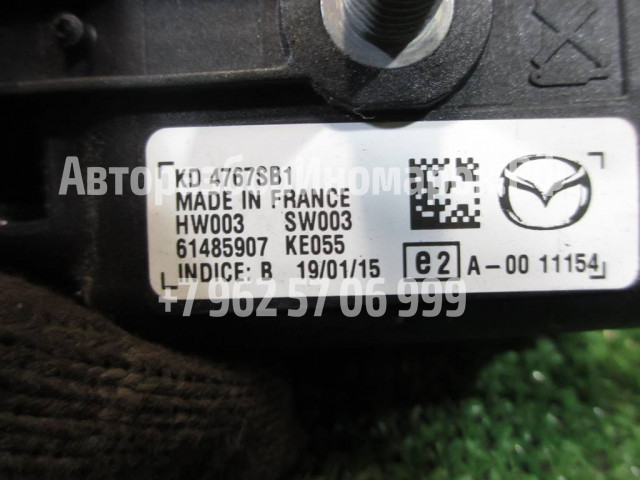 KD 4767SB1
MADE IN FRANCE
HW003 SW003
61485907 KE055
INDICE: B 19/01/15
e2 A-00 11154
+7 962 57 06 999